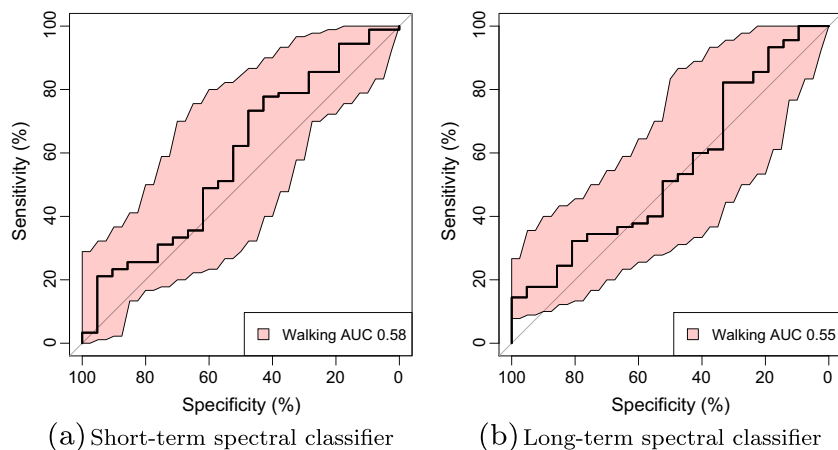 100
80
60
40
20
0
Sensitivity (%)
Walking AUC 0.58
100 80 60 40 20 0
Specificity (%)
(a) Short-term spectral classifier
100
80
60
40
20
0
Sensitivity (%)
Walking AUC 0.55
100 80 60 40 20 0
Specificity (%)
(b) Long-term spectral classifier